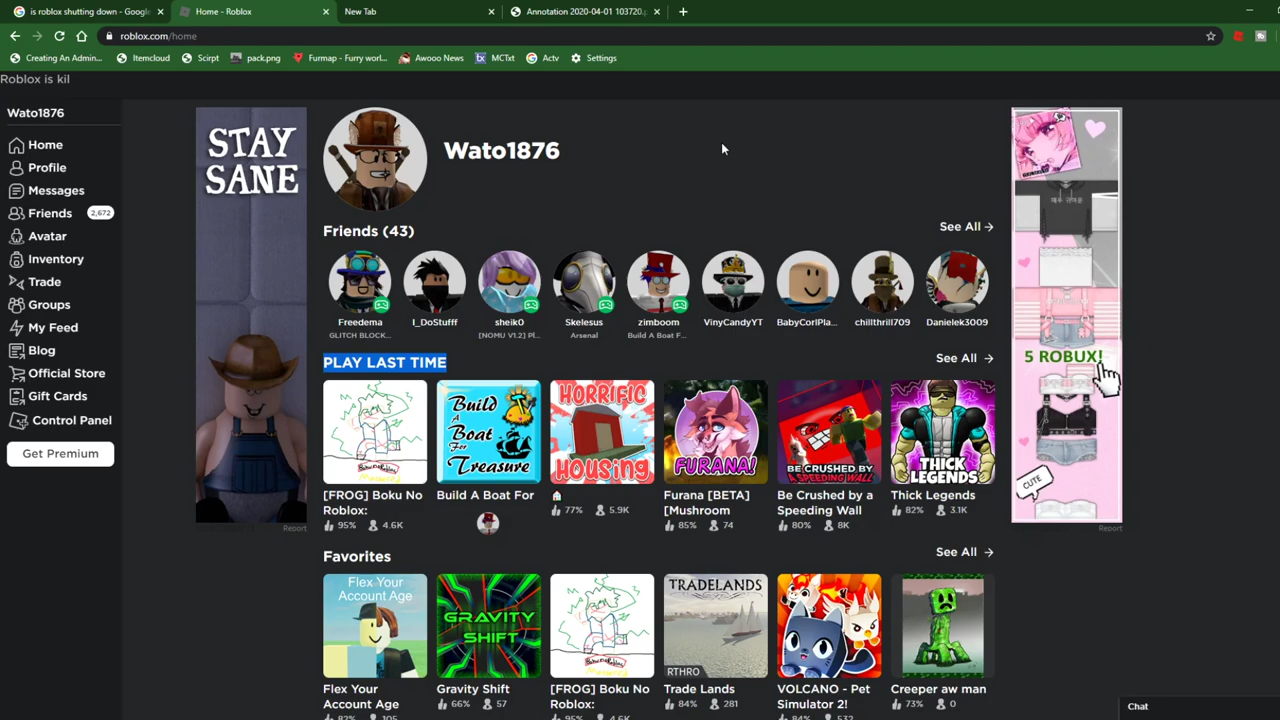 is roblox shutting down - Google
Home - Roblox
New Tab
Annotation 2020-04-01 103720.p
roblox.com/home
Creating An Admin...
Itemcloud
Scirpt
pack.png
Furmap - Furry worl...
Awooo News
MCTxt
Actv
Settings
Roblox is kil
Wato1876
Home
Profile
Messages
Friends 2,672
Avatar
Inventory
Trade
Groups
My Feed
Blog
Official Store
Gift Cards
Control Panel
Get Premium
STAY
SANE
Report
Wato1876
Friends (43)
See All
Freedema
GLITCH BLOCK...
I_DoStufff
sheik0
[NOMU V1.2] Pl...
Skelesus
Arsenal
zimboom
Build A Boat F...
VinyCandyYT
BabyCorlPla...
chillthrill709
Danielek3009
PLAY LAST TIME
See All
Build
A
Boat
For
Treasure
HORRIFIC
HOUSING
FURANA!
BE CRUSHED BY
A SPEEDING WALL
THICK
LEGENDS
[FROG] Boku No
Roblox:
95% 4.6K
Build A Boat For
77% 5.9K
Furana [BETA]
[Mushroom
85% 74
Be Crushed by a
Speeding Wall
80% 8K
Thick Legends
82% 3.1K
Favorites
See All
Flex Your
Account Age
GRAVITY
SHIFT
TRADELANDS
RTHRO
Flex Your
Account Age
82% 105
Gravity Shift
66% 57
[FROG] Boku No
Roblox:
95% 4.6K
Trade Lands
84% 281
VOLCANO - Pet
Simulator 2!
84% 532
Creeper aw man
73% 0
5 ROBUX!
CUTE
Report
Chat